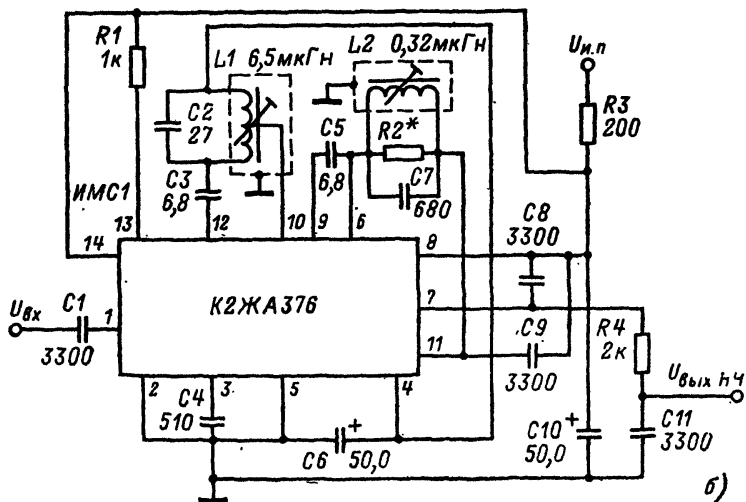 R1
1к
L1 6,5мкГн
L2 0,32мкГн
Uи.п
R3
200
C2
27
C5
6,8
R2*
C7
680
C3
6,8
ИМС1
13
12
10
9
6
14
8
C8
3300
Uвх
C1
3300
1
К2ЖА376
7
11
C9
3300
R4
2к
Uвых НЧ
2
3
5
4
C4
510
C6
+
50,0
C10
+
50,0
C11
3300
б)